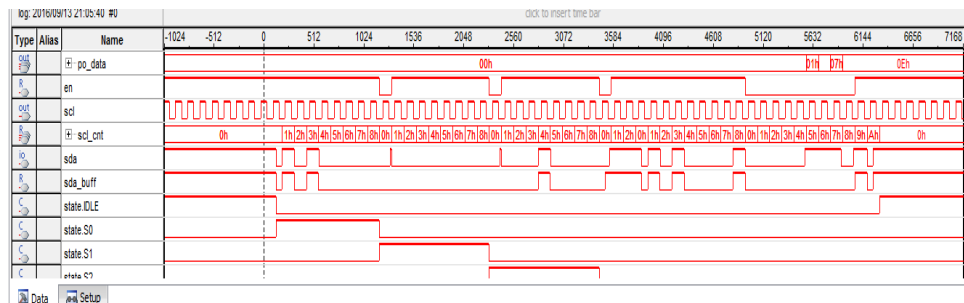 log: 2016/09/13 21:05:40 #0 click to insert time bar
Type Alias Name -1024 -512 0 512 1024 1536 2048 2560 3072 3584 4096 4608 5120 5632 6144 6656 7168
out po_data 00h 01h 07h 0Eh
R en
out scl
R scl_cnt 0h 1h 2h 3h 4h 5h 6h 7h 8h 0h 1h 2h 3h 4h 5h 6h 7h 8h 0h 1h 2h 3h 4h 5h 6h 7h 8h 0h 1h 2h 0h 1h 2h 3h 4h 5h 6h 7h 8h 0h 1h 2h 3h 4h 5h 6h 7h 8h 9h Ah 0h
io sda
R sda_buff
C state.IDLE
C state.S0
C state.S1
C state.S2
Data Setup